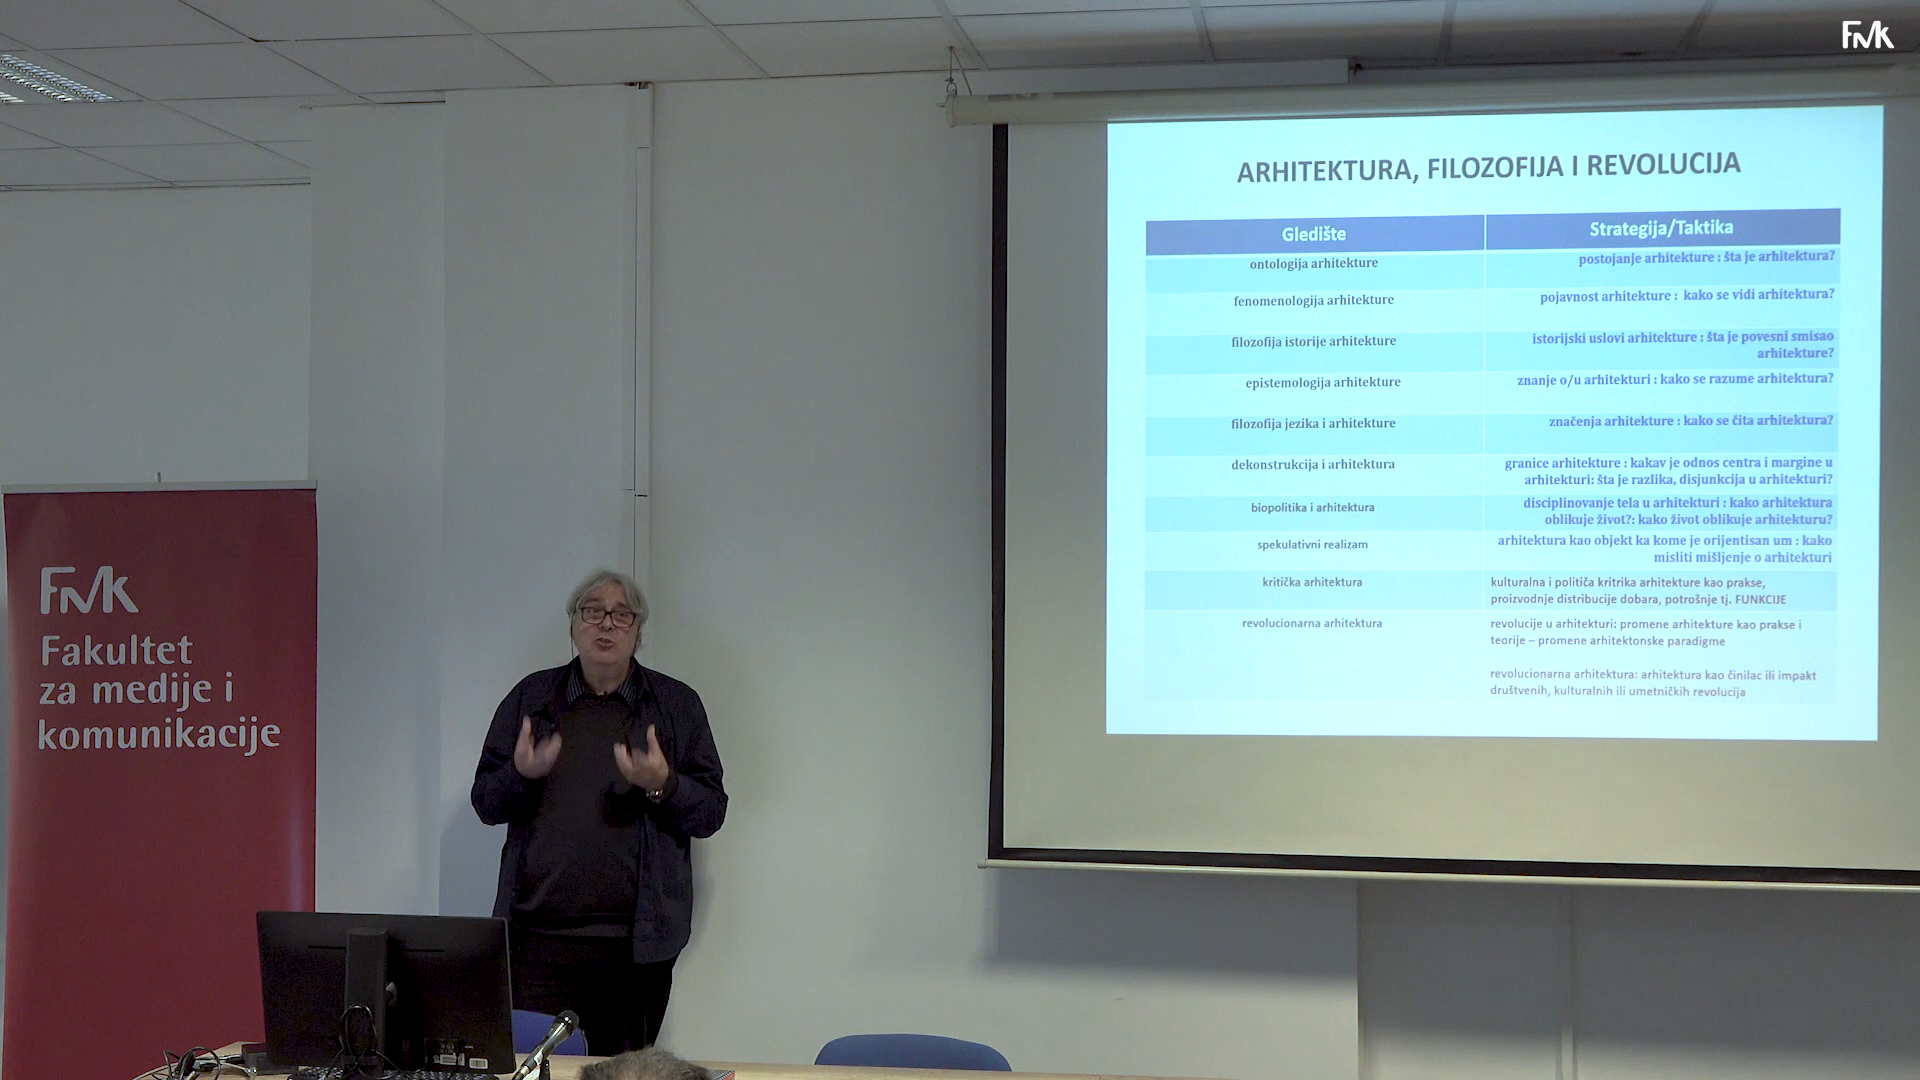 FMK
ARHITEKTURA, FILOZOFIJA I REVOLUCIJA
Gledište
Strategija/Taktika
ontologija arhitekture
postojanje arhitekture : šta je arhitektura?
fenomenologija arhitekture
pojavnost arhitekture : kako se vidi arhitektura?
filozofija istorije arhitekture
istorijski uslovi arhitekture : šta je povesni smisao
arhitekture?
epistemologija arhitekture
znanje o/u arhitekturi : kako se razume arhitektura?
filozofija jezika i arhitekture
značenja arhitekture : kako se čita arhitektura?
dekonstrukcija i arhitektura
granice arhitekture : kakav je odnos centra i margine u
arhitekturi: šta je razlika, disjunkcija u arhitekturi?
biopolitika i arhitektura
disciplinovanje tela u arhitekturi : kako arhitektura
oblikuje život?: kako život oblikuje arhitekturu?
spekulativni realizam
arhitektura kao objekt ka kome je orijentisan um : kako
misliti mišljenje o arhitekturi
kritička arhitektura
kulturalna i političa kritrika arhitekture kao prakse,
proizvodnje distribucije dobara, potrošnje tj. FUNKCIJE
revolucionarna arhitektura
revolucije u arhitekturi: promene arhitekture kao prakse i
teorije – promene arhitektonske paradigme
revolucionarna arhitektura: arhitektura kao činilac ili impakt
društvenih, kulturalnih ili umetničkih revolucija
FMK
Fakultet
za medije i
komunikacije